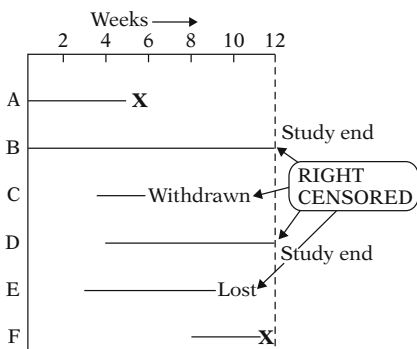 Weeks
2 4 6 8 10 12
A X
Study end
B
RIGHT
CENSORED
C Withdrawn
D
Study end
E Lost
F X